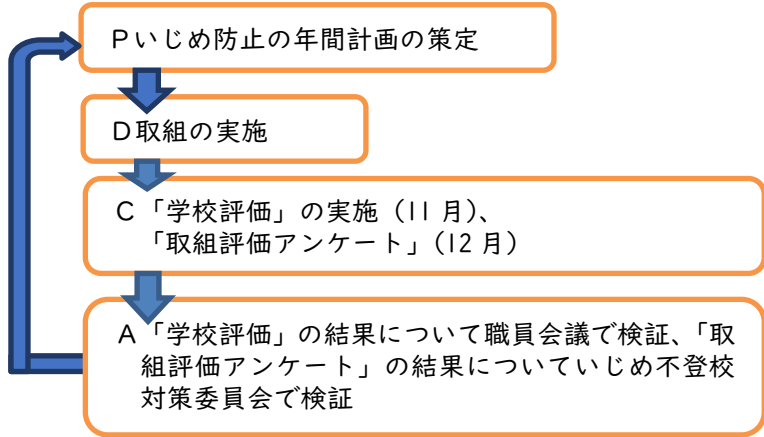 Pいじめ防止の年間計画の策定
D取組の実施
C「学校評価」の実施(11月)、
「取組評価アンケート」(12月)
A「学校評価」の結果について職員会議で検証、「取
組評価アンケート」の結果についていじめ不登校
対策委員会で検証